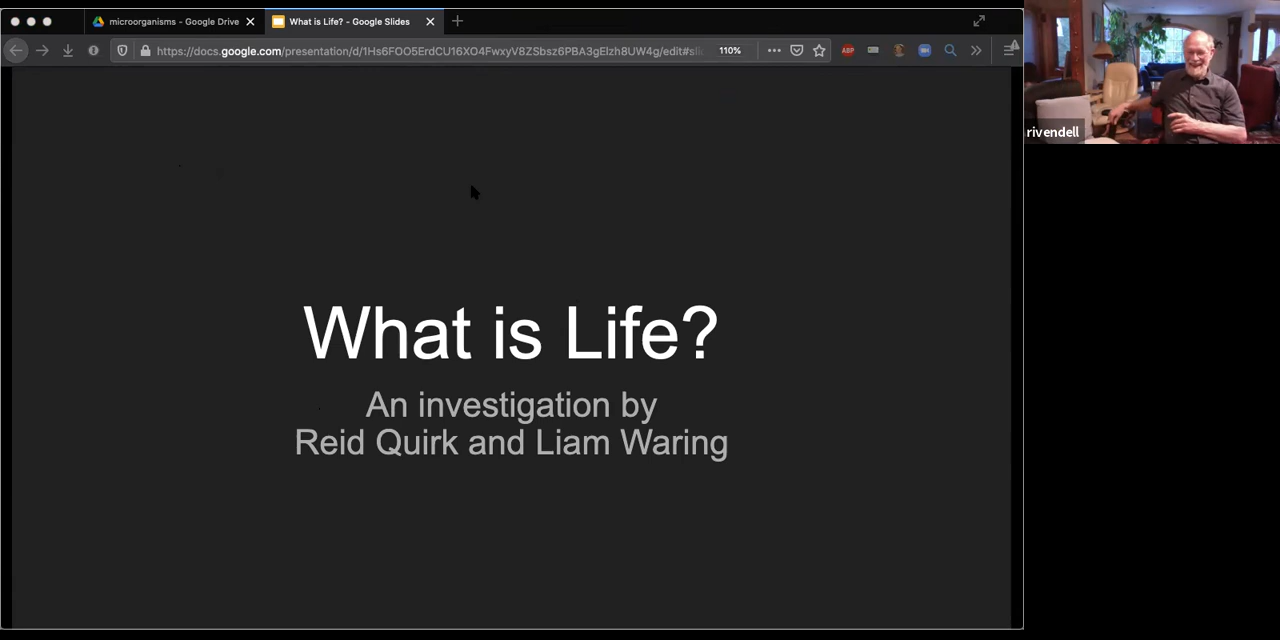 microorganisms - Google Drive
What is Life? - Google Slides
https://docs.google.com/presentation/d/1Hs6FOO5ErdCU16XO4FwxyV8ZSbsz6PBA3gElzh8UW4g/edit#sli
110%
ABP
rivendell
What is Life?
An investigation by
Reid Quirk and Liam Waring